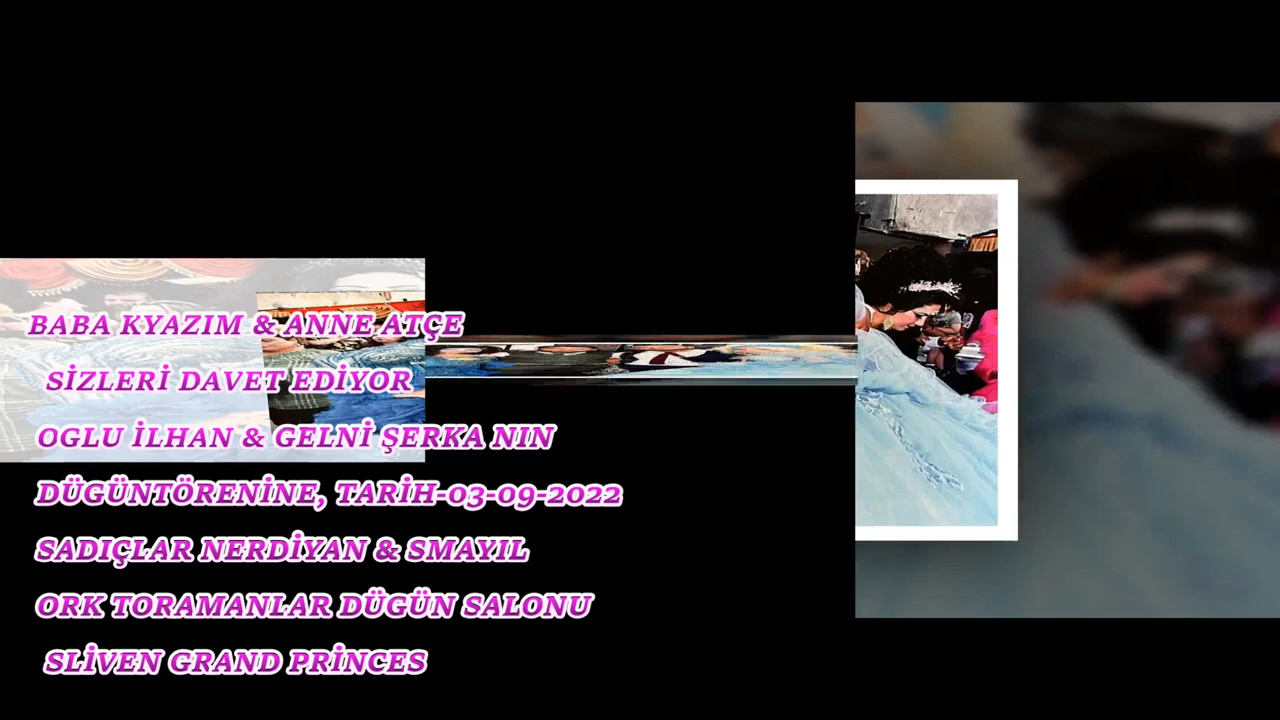 BABA KYAZIM & ANNE ATÇE
SİZLERİ DAVET EDİYOR
OGLU İLHAN & GELNİ ŞERKA NIN
DÜGÜNTÖRENİNE, TARİH-03-09-2022
SADIÇLAR NERDİYAN & SMAYIL
ORK TORAMANLAR DÜGÜN SALONU
SLİVEN GRAND PRİNCES